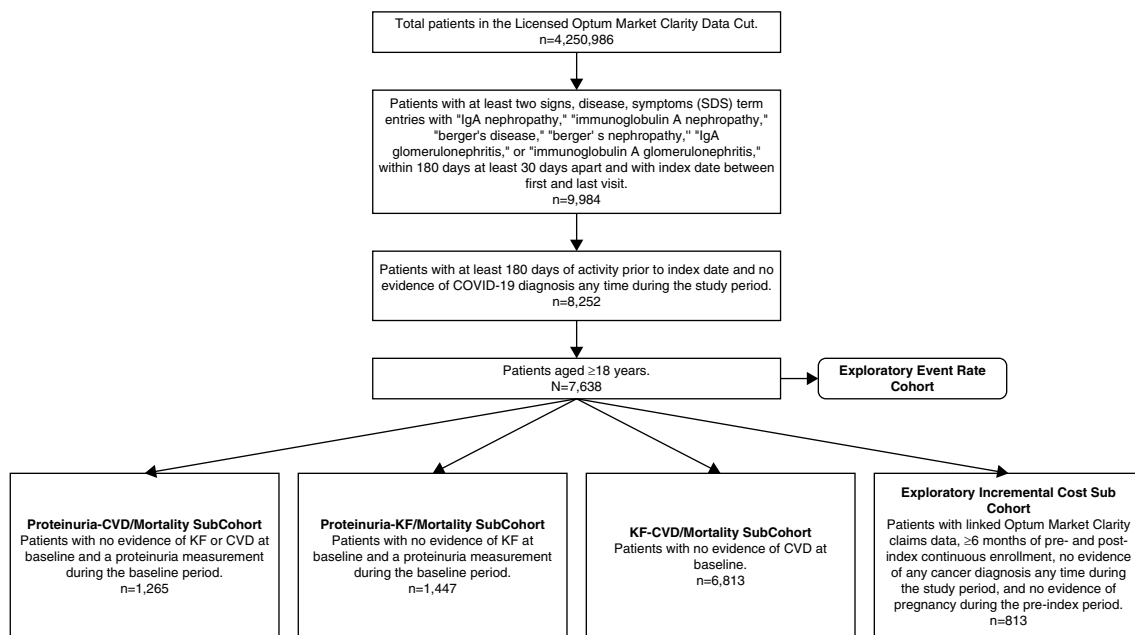 Total patients in the Licensed Optum Market Clarity Data Cut.
n=4,250,986
Patients with at least two signs, disease, symptoms (SDS) term
entries with "IgA nephropathy," "immunoglobulin A nephropathy,"
"berger's disease," "berger' s nephropathy," "IgA
glomerulonephritis," or "immunoglobulin A glomerulonephritis,"
within 180 days at least 30 days apart and with index date between
first and last visit.
n=9,984
Patients with at least 180 days of activity prior to index date and no
evidence of COVID-19 diagnosis any time during the study period.
n=8,252
Patients aged ≥18 years.
N=7,638
Exploratory Event Rate
Cohort
Proteinuria-CVD/Mortality SubCohort
Patients with no evidence of KF or CVD at
baseline and a proteinuria measurement
during the baseline period.
n=1,265
Proteinuria-KF/Mortality SubCohort
Patients with no evidence of KF at
baseline and a proteinuria measurement
during the baseline period.
n=1,447
KF-CVD/Mortality SubCohort
Patients with no evidence of CVD at
baseline.
n=6,813
Exploratory Incremental Cost Sub
Cohort
Patients with linked Optum Market Clarity
claims data, ≥6 months of pre- and post-
index continuous enrollment, no evidence
of any cancer diagnosis any time during
the study period, and no evidence of
pregnancy during the pre-index period.
n=813